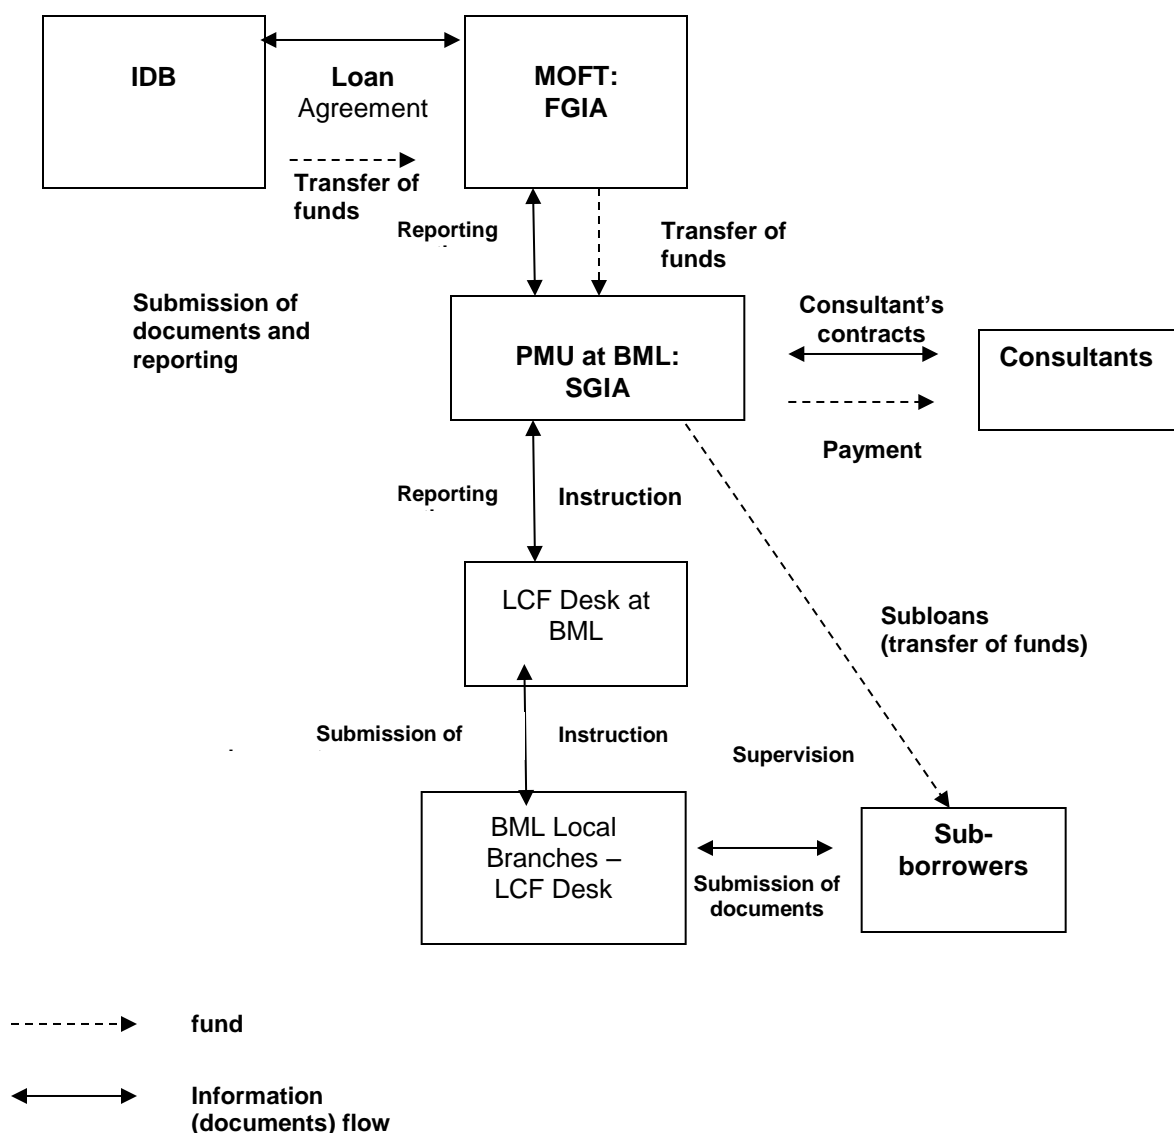 IDB
Loan
Agreement
MOFT:
FGIA
Transfer of
funds
Reporting
Transfer of
funds
Submission of
documents and
reporting
PMU at BML:
SGIA
Consultant’s
contracts
Consultants
Payment
Reporting
Instruction
LCF Desk at
BML
Subloans
(transfer of funds)
Submission of
Instruction
Supervision
BML Local
Branches –
LCF Desk
Submission of
documents
Sub-
borrowers
fund
Information
(documents) flow